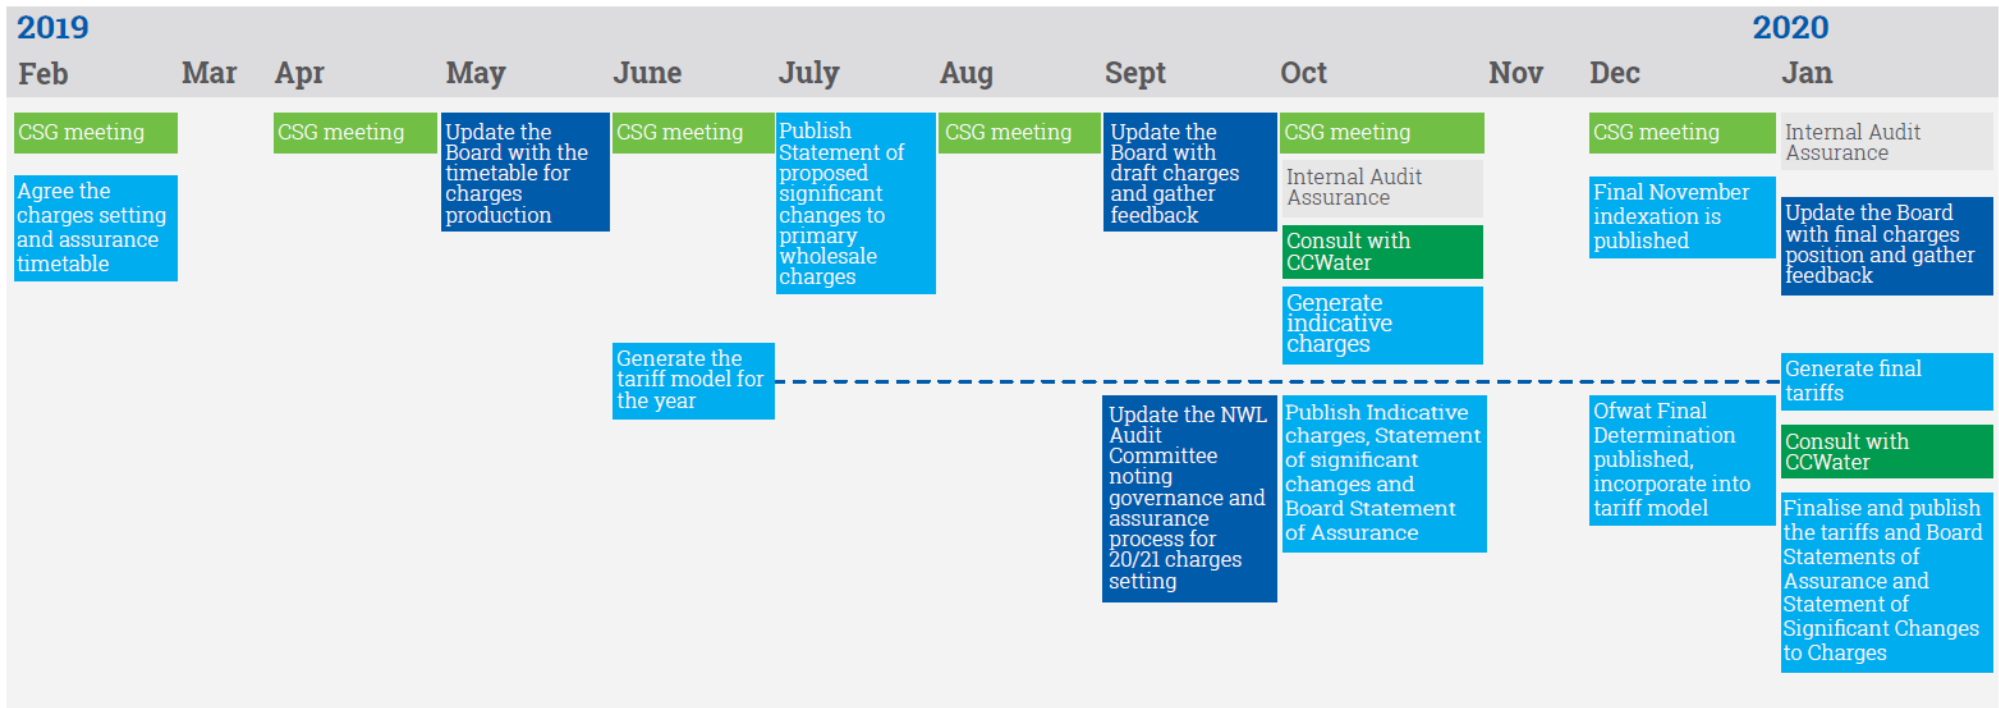 2019
2020
Feb
Mar
Apr
May
June
July
Aug
Sept
Oct
Nov
Dec
Jan
CSG meeting
Agree the
charges setting
and assurance
timetable
CSG meeting
Update the
Board with the
timetable for
charges
production
CSG meeting
Generate the
tariff model for
the year
Publish
Statement of
proposed
significant
changes to
primary
wholesale
charges
CSG meeting
Update the
Board with
draft charges
and gather
feedback
Update the NWL
Audit
Committee
noting
governance and
assurance
process for
20/21 charges
setting
CSG meeting
Internal Audit
Assurance
Consult with
CCWater
Generate
indicative
charges
Publish Indicative
charges, Statement
of significant
changes and
Board Statement
of Assurance
CSG meeting
Final November
indexation is
published
Ofwat Final
Determination
published,
incorporate into
tariff model
Internal Audit
Assurance
Update the Board
with final charges
position and gather
feedback
Generate final
tariffs
Consult with
CCWater
Finalise and publish
the tariffs and Board
Statements of
Assurance and
Statement of
Significant Changes
to Charges